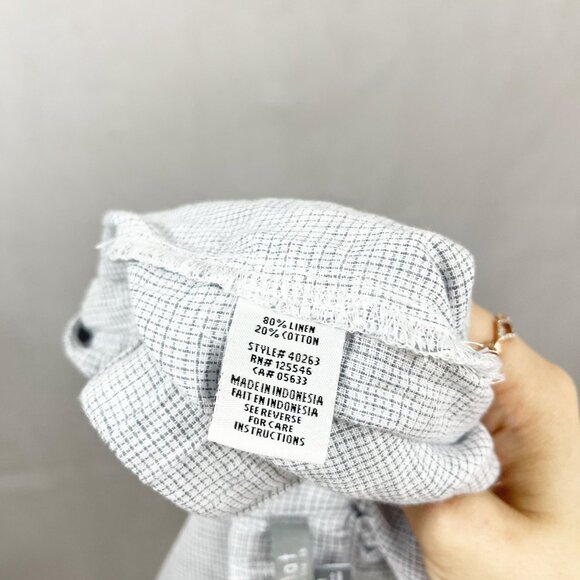 80% LINEN
20% COTTON
STYLE# 40263
RN# 125546
CA# 05633
MADE IN INDONESIA
FAIT EN INDONESIA
SEE REVERSE
FOR CARE
INSTRUCTIONS